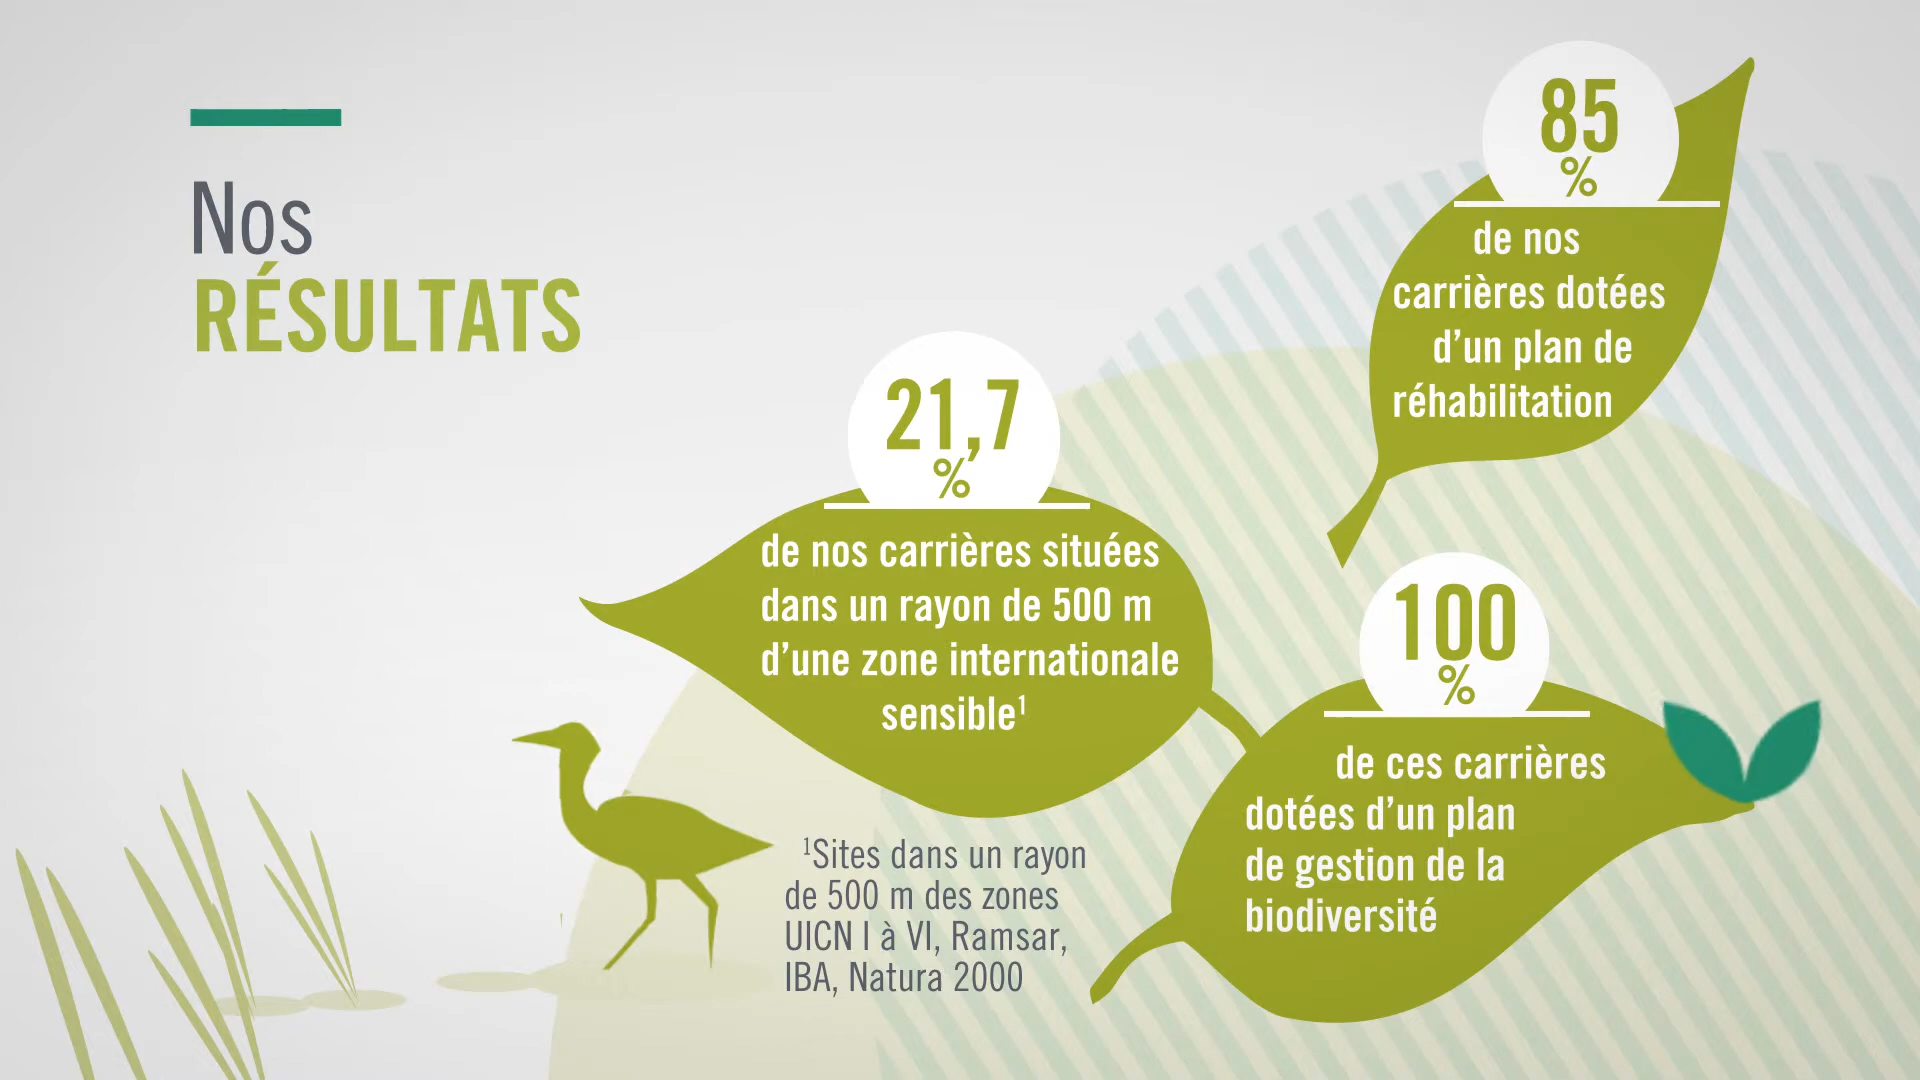 Nos
RÉSULTATS
21,7
%
de nos carrières situées
dans un rayon de 500 m
d’une zone internationale
sensible¹
¹Sites dans un rayon
de 500 m des zones
UICN I à VI, Ramsar,
IBA, Natura 2000
85
%
de nos
carrières dotées
d’un plan de
réhabilitation
100
%
de ces carrières
dotées d’un plan
de gestion de la
biodiversité